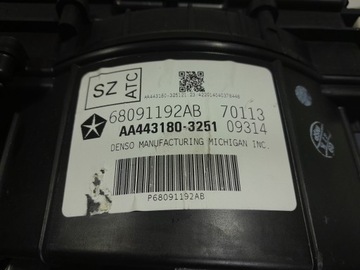 SZ
ATC
68091192AB 70113
AA443180-3251 09314
DENSO MANUFACTURING MICHIGAN INC.
P68091192AB